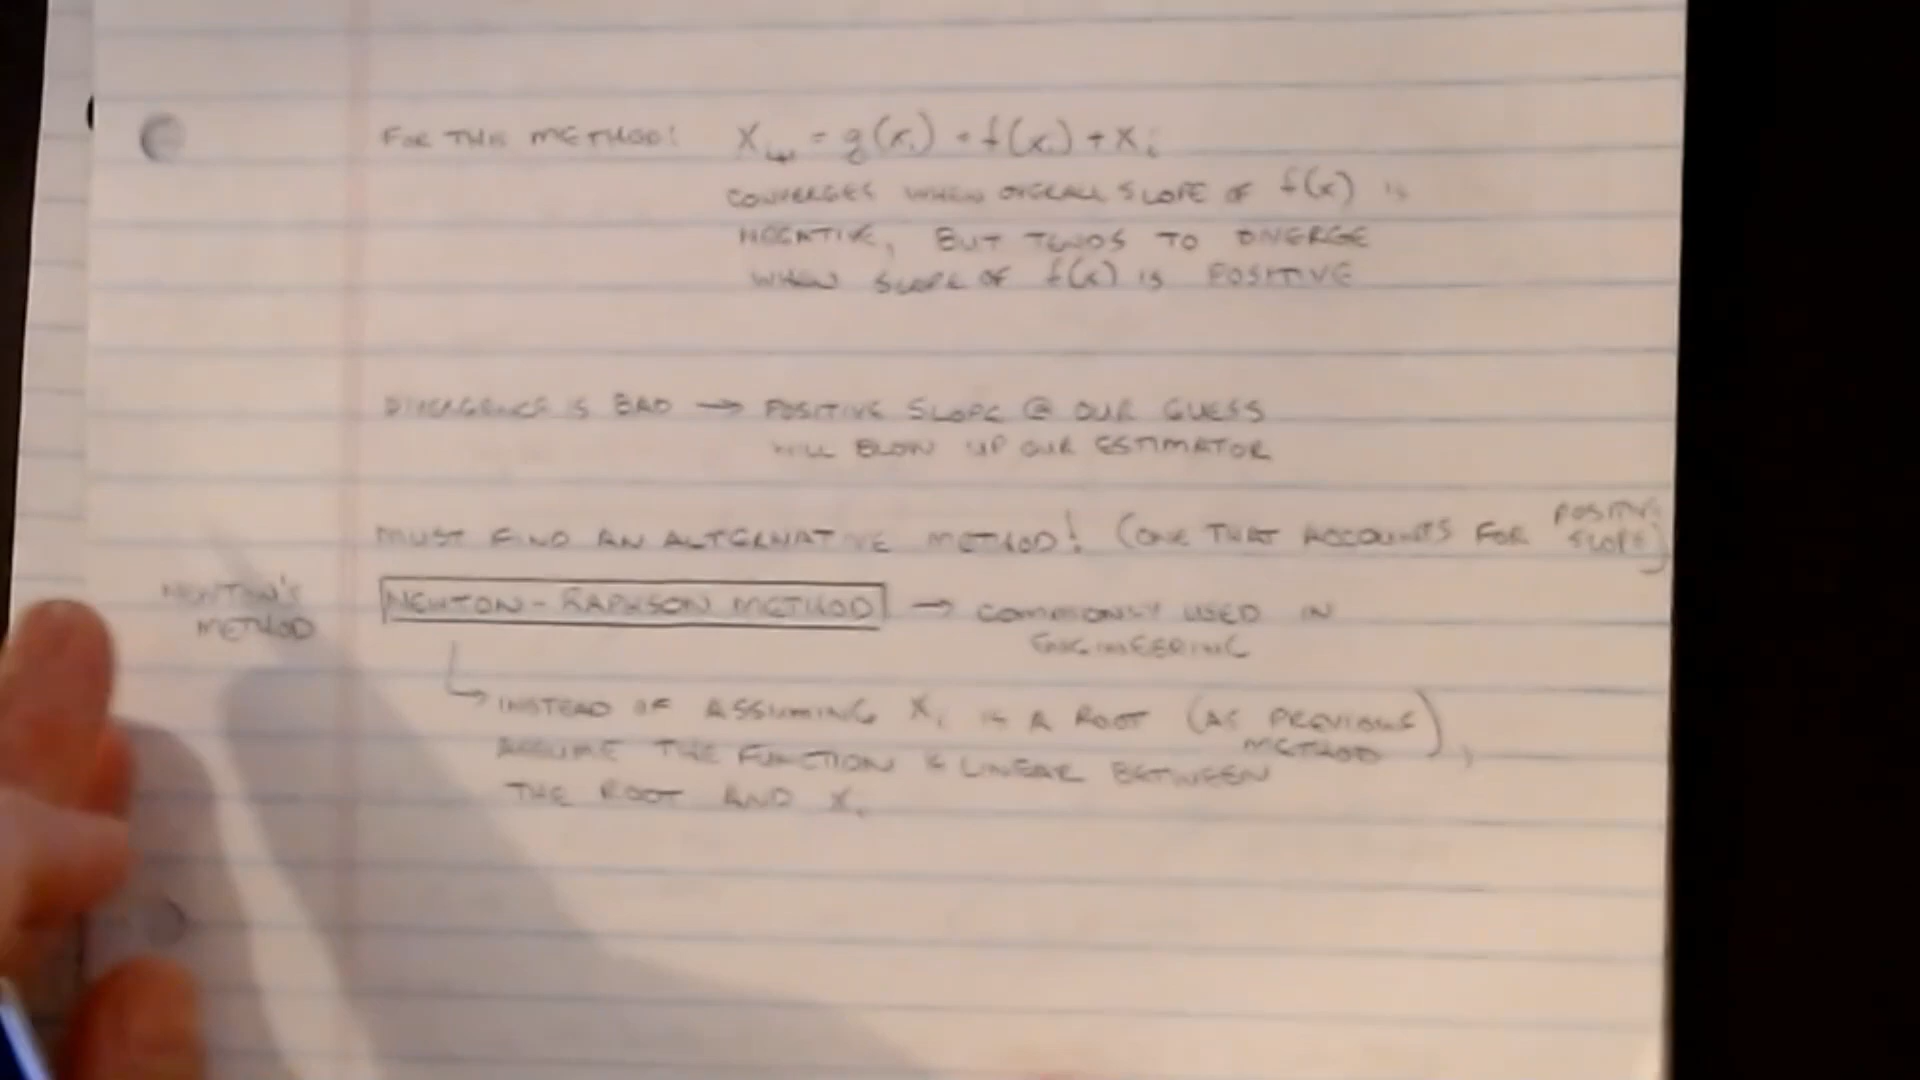 FOR THIS METHOD: Xᵢ₊₁ = g(xᵢ) = f(xᵢ) + Xᵢ
CONVERGES WHEN OVERALL SLOPE OF f(x) IS
NEGATIVE, BUT TENDS TO DIVERGE
WHEN SLOPE OF f(x) IS POSITIVE
DIVERGENCE IS BAD → POSITIVE SLOPE @ OUR GUESS
WILL BLOW UP OUR ESTIMATOR
MUST FIND AN ALTERNATIVE METHOD! (ONE THAT ACCOUNTS FOR POSITIVE
SLOPE)
NEWTON'S
METHOD
NEWTON-RAPHSON METHOD → COMMONLY USED IN
ENGINEERING
↳ INSTEAD OF ASSUMING Xᵢ IS A ROOT (AS PREVIOUS
METHOD),
ASSUME THE FUNCTION IS LINEAR BETWEEN
THE ROOT AND Xᵢ